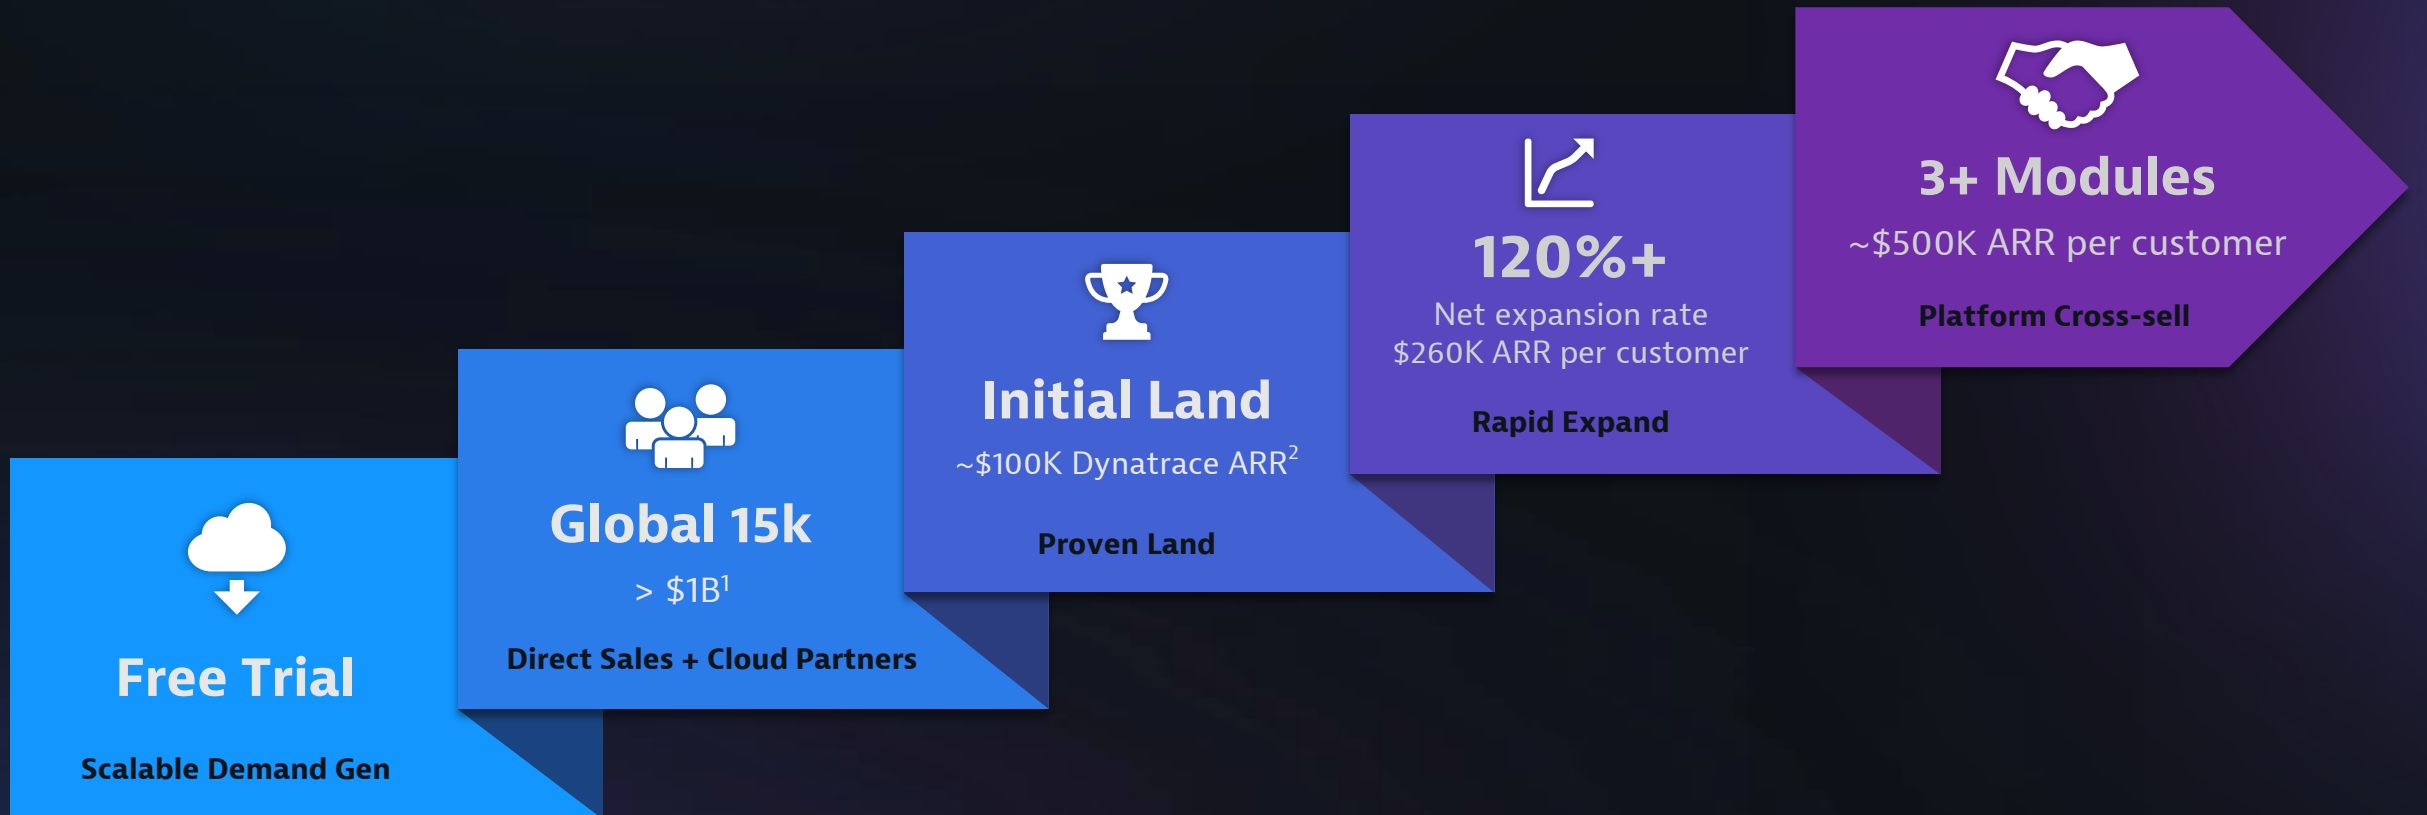 Free Trial
Scalable Demand Gen
Global 15k
> $1B¹
Direct Sales + Cloud Partners
Initial Land
~$100K Dynatrace ARR²
Proven Land
120%+
Net expansion rate
$260K ARR per customer
Rapid Expand
3+ Modules
~$500K ARR per customer
Platform Cross-sell